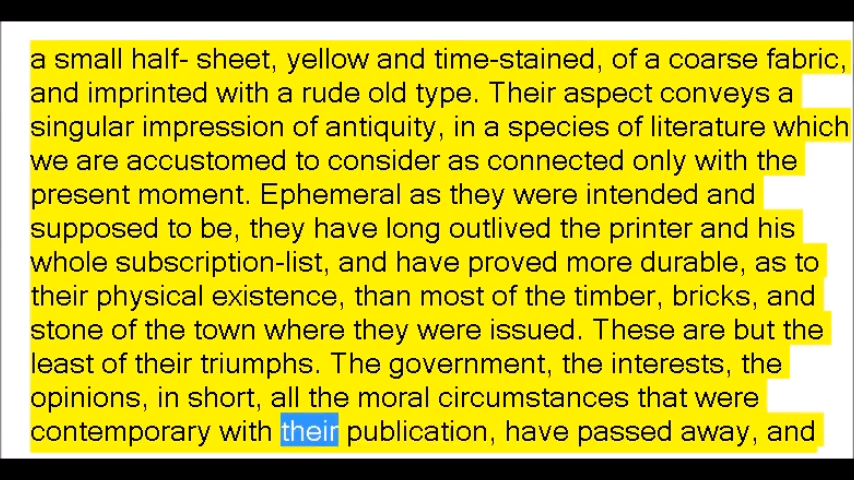 a small half- sheet, yellow and time-stained, of a coarse fabric,
and imprinted with a rude old type. Their aspect conveys a
singular impression of antiquity, in a species of literature which
we are accustomed to consider as connected only with the
present moment. Ephemeral as they were intended and
supposed to be, they have long outlived the printer and his
whole subscription-list, and have proved more durable, as to
their physical existence, than most of the timber, bricks, and
stone of the town where they were issued. These are but the
least of their triumphs. The government, the interests, the
opinions, in short, all the moral circumstances that were
contemporary with their publication, have passed away, and